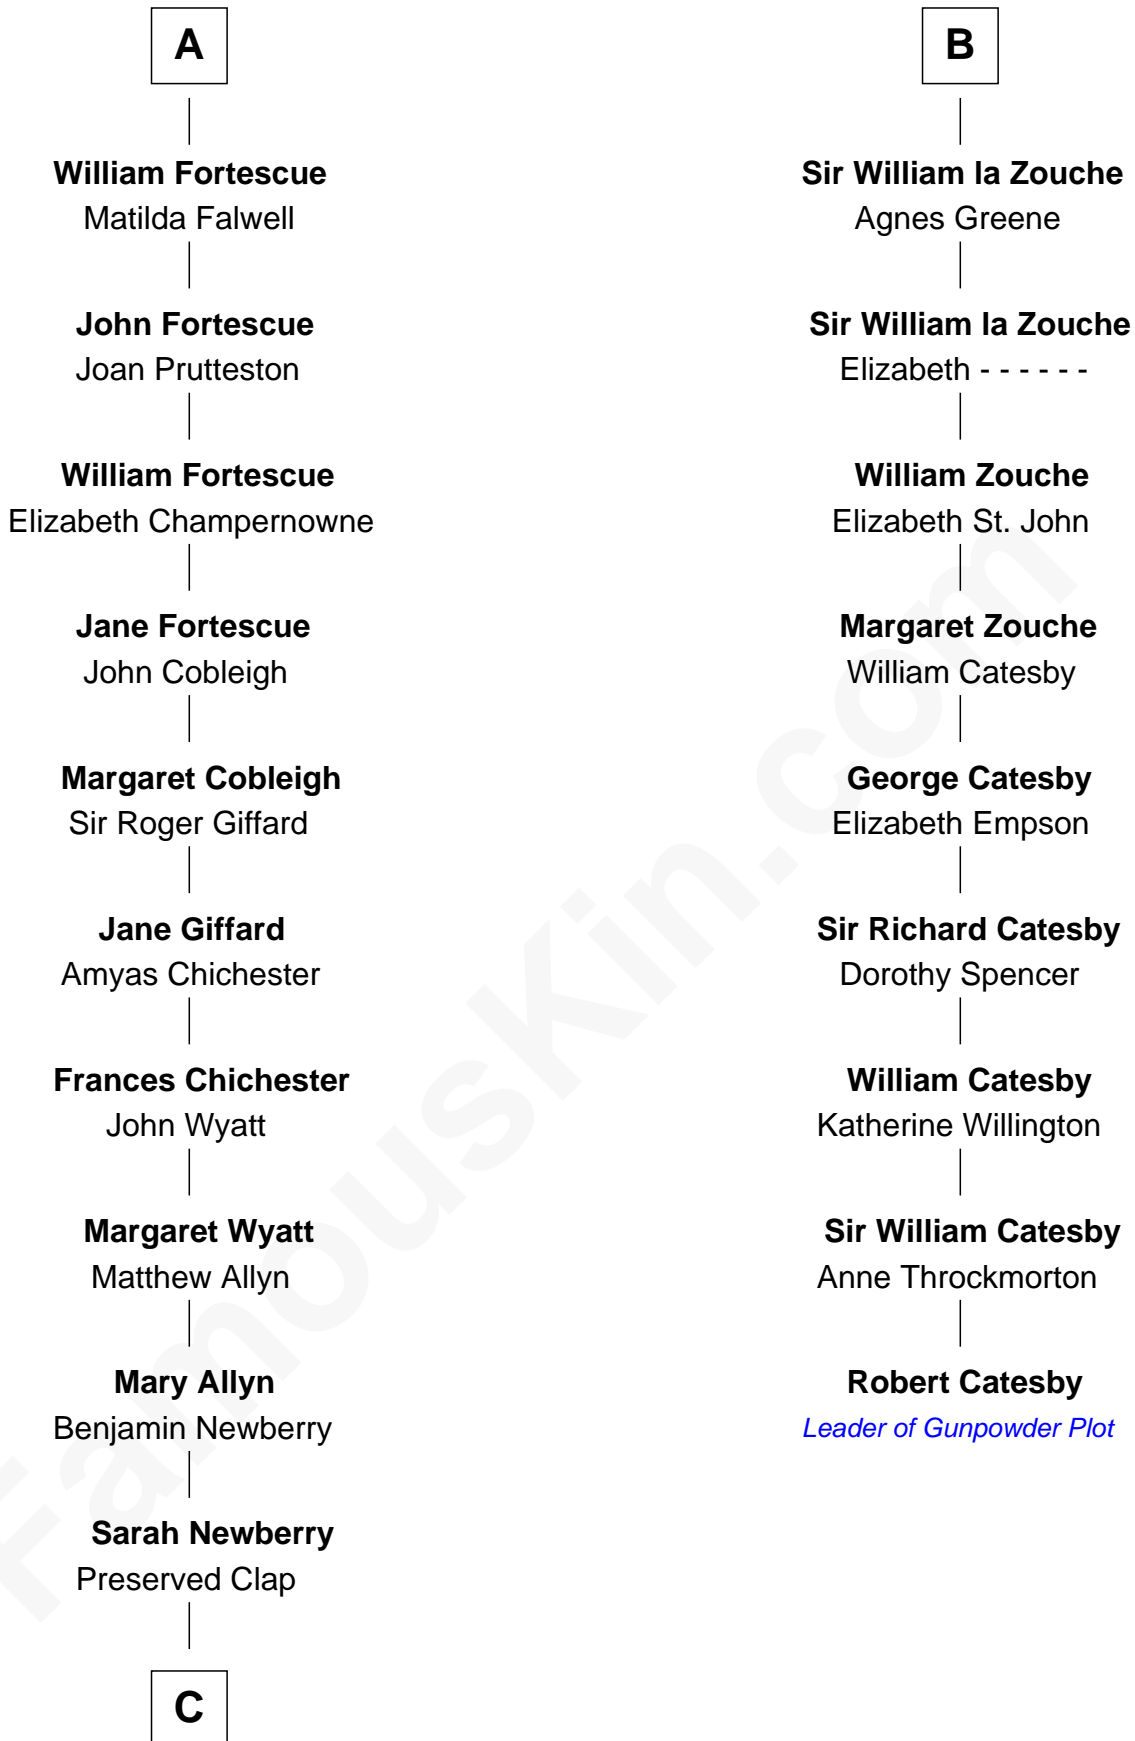 A
William Fortescue
Matilda Falwell
John Fortescue
Joan Prutteston
William Fortescue
Elizabeth Champernowne
Jane Fortescue
John Cobleigh
Margaret Cobleigh
Sir Roger Giffard
Jane Giffard
Amyas Chichester
Frances Chichester
John Wyatt
Margaret Wyatt
Matthew Allyn
Mary Allyn
Benjamin Newberry
Sarah Newberry
Preserved Clap
C
B
Sir William la Zouche
Agnes Greene
Sir William la Zouche
Elizabeth - - - - - -
William Zouche
Elizabeth St. John
Margaret Zouche
William Catesby
George Catesby
Elizabeth Empson
Sir Richard Catesby
Dorothy Spencer
William Catesby
Katherine Willington
Sir William Catesby
Anne Throckmorton
Robert Catesby
Leader of Gunpowder Plot
FamousKin.com